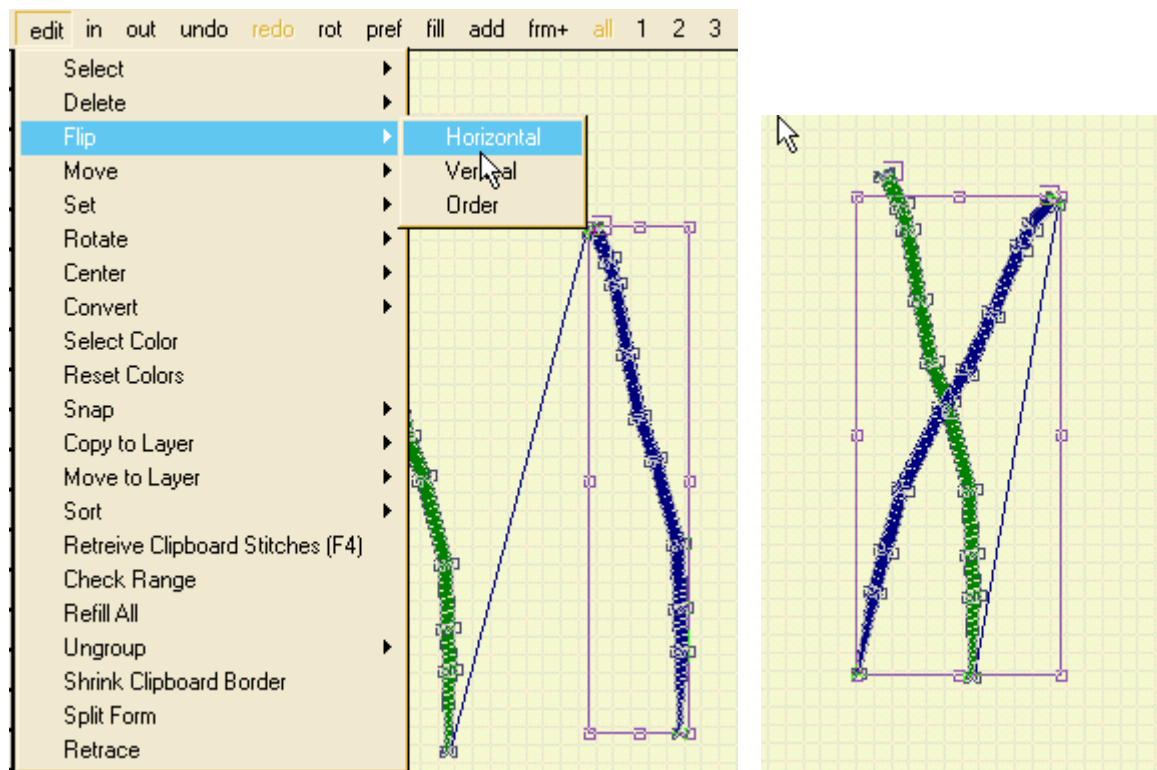 edit in out undo redo rot pref fill add frm+ all 1 2 3
Select
Delete
Flip
Horizontal
Move
Set
Order
Rotate
Center
Convert
Select Color
Reset Colors
Snap
Copy to Layer
Move to Layer
Sort
Retreive Clipboard Stitches (F4)
Check Range
Refill All
Ungroup
Shrink Clipboard Border
Split Form
Retrace